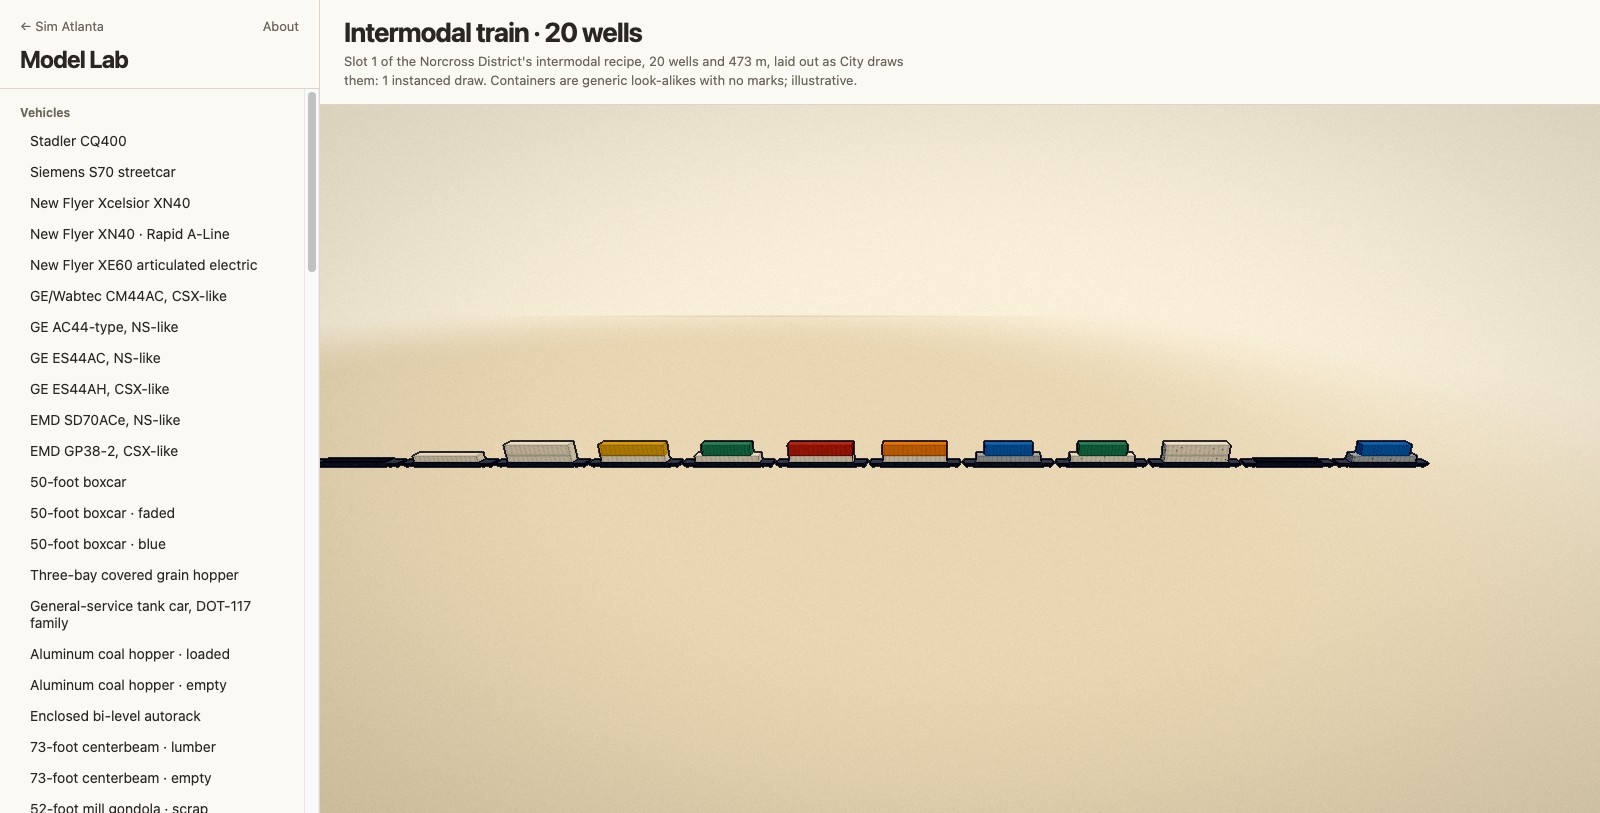 ← Sim Atlanta
About
Model Lab
Vehicles
Stadler CQ400
Siemens S70 streetcar
New Flyer Xcelsior XN40
New Flyer XN40 · Rapid A-Line
New Flyer XE60 articulated electric
GE/Wabtec CM44AC, CSX-like
GE AC44-type, NS-like
GE ES44AC, NS-like
GE ES44AH, CSX-like
EMD SD70ACe, NS-like
EMD GP38-2, CSX-like
50-foot boxcar
50-foot boxcar · faded
50-foot boxcar · blue
Three-bay covered grain hopper
General-service tank car, DOT-117
family
Aluminum coal hopper · loaded
Aluminum coal hopper · empty
Enclosed bi-level autorack
73-foot centerbeam · lumber
73-foot centerbeam · empty
52-foot mill gondola · scrap
Intermodal train · 20 wells
Slot 1 of the Norcross District's intermodal recipe, 20 wells and 473 m, laid out as City draws
them: 1 instanced draw. Containers are generic look-alikes with no marks; illustrative.